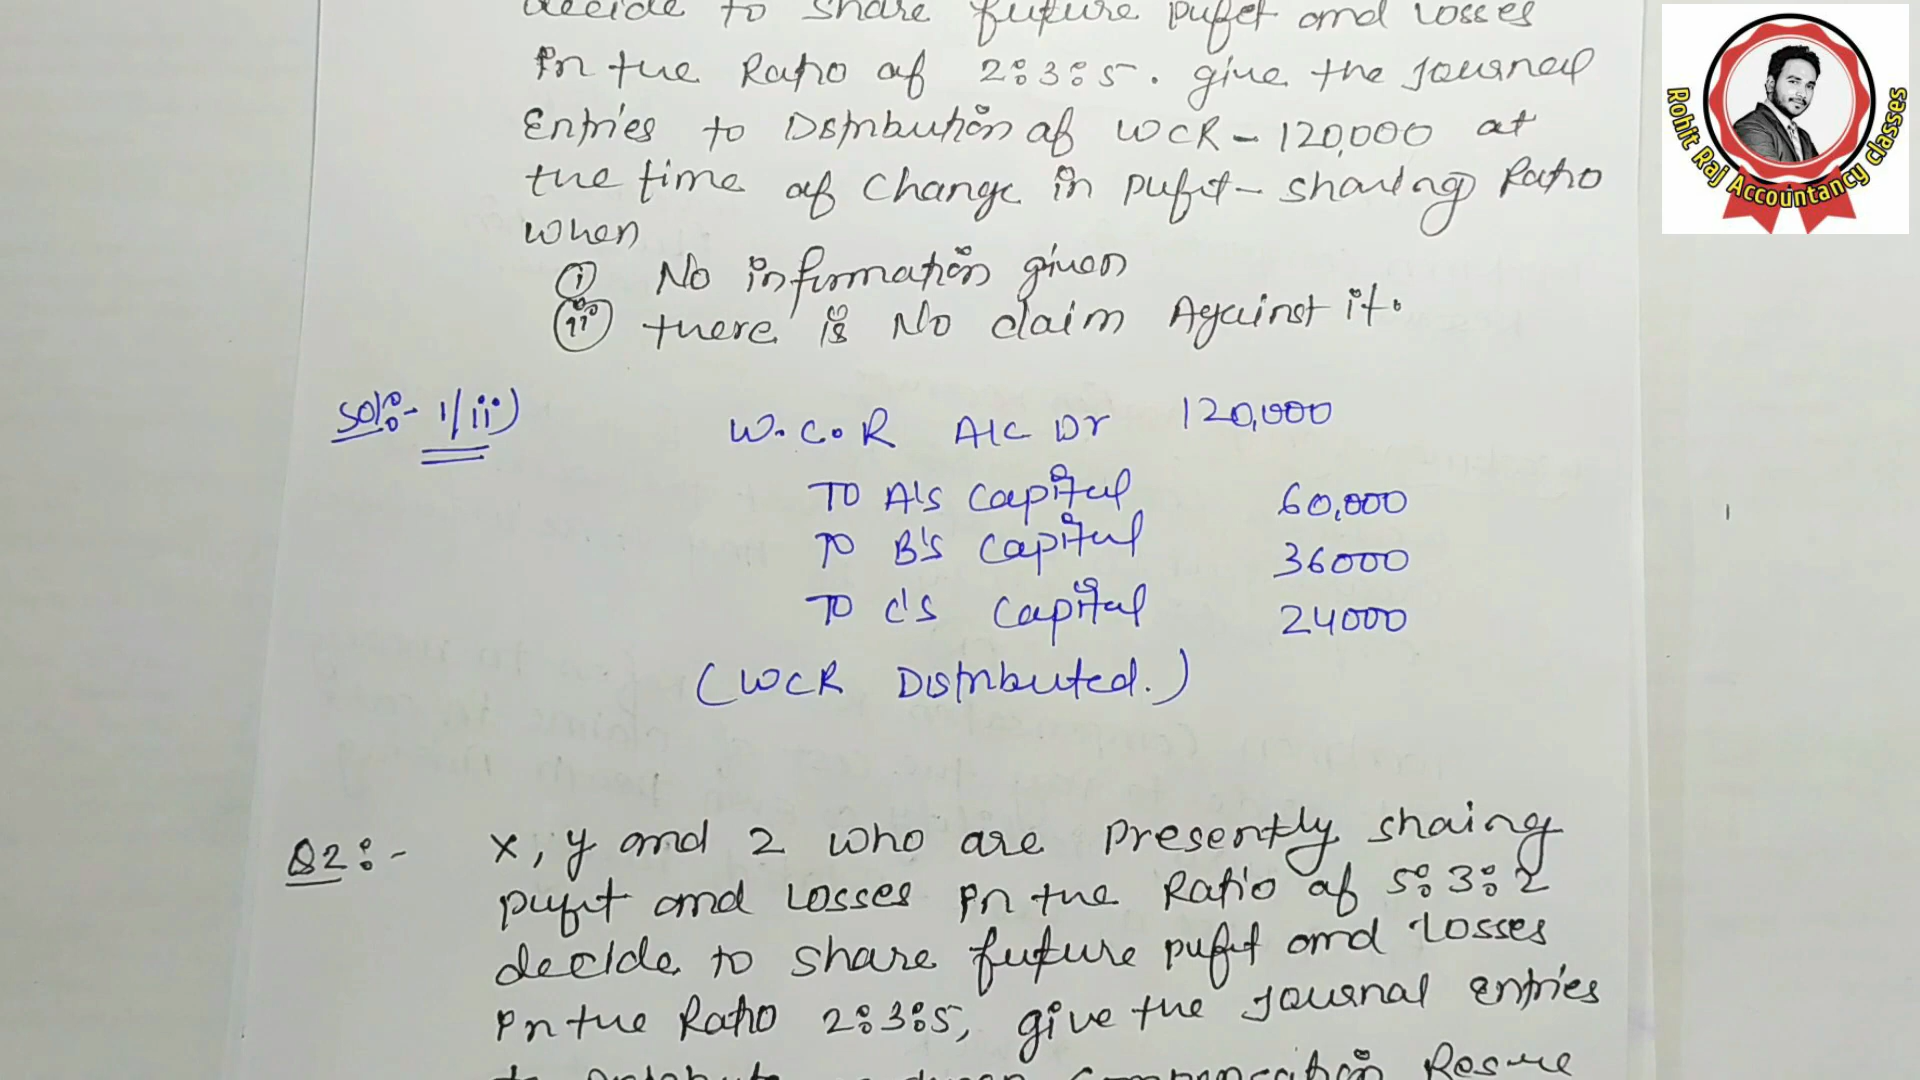 decide to share future profit and losses
in the Ratio of 2:3:5. give the Journal
Entries to Distribution of WCR - 120,000 at
the time of change in profit-sharing Ratio
when
(i) No information given
(ii) there is No claim Against it.
Sol:- i/ii)
W.C.R A/C Dr 120,000
To A's Capital 60,000
To B's Capital 36000
To C's Capital 24000
(WCR Distributed.)
Q2:- X, Y and Z who are Presently shaing
profit and Losses in the Ratio of 5:3:2
decide to share future profit and Losses
in the Ratio 2:3:5, give the Journal entries
Rohit Raj Accountancy classes